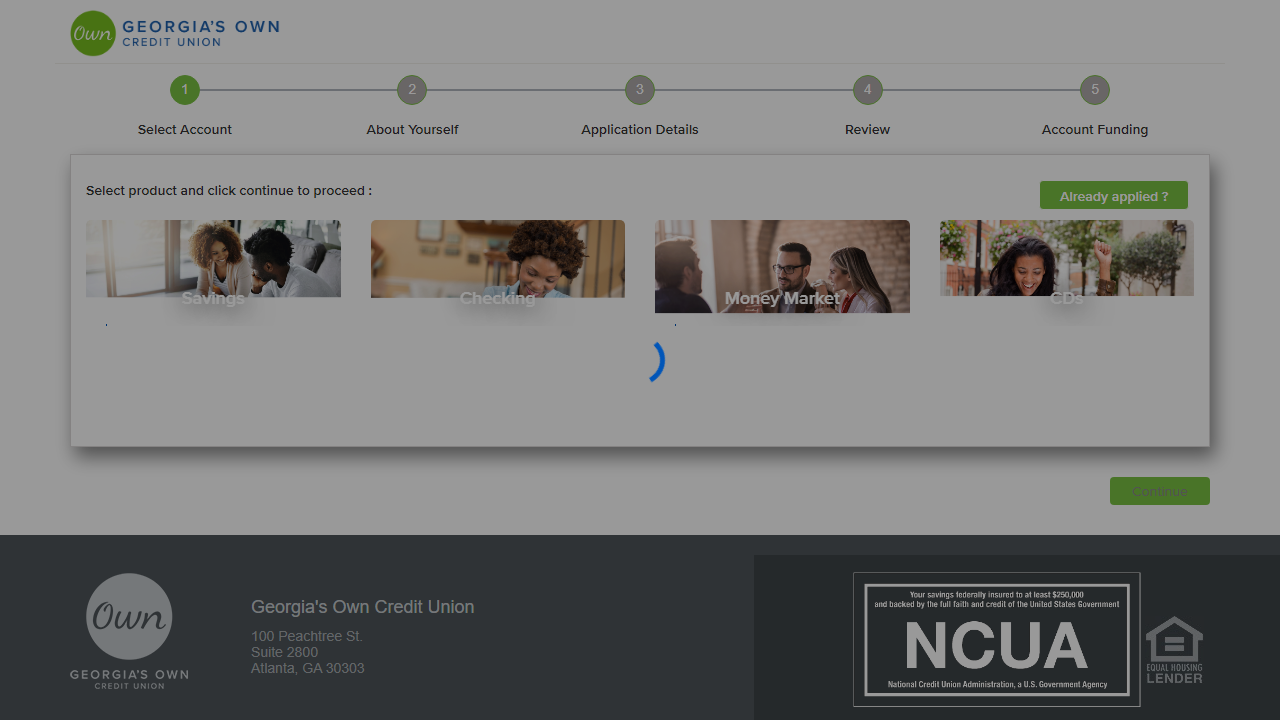 Own GEORGIA'S OWN
CREDIT UNION
1 2 3 4 5
Select Account About Yourself Application Details Review Account Funding
Select product and click continue to proceed :
Already applied ?
Savings Checking Money Market CDs
Continue
Own
GEORGIA'S OWN
CREDIT UNION
Georgia's Own Credit Union
100 Peachtree St.
Suite 2800
Atlanta, GA 30303
Your savings federally insured to at least $250,000
and backed by the full faith and credit of the United States Government
NCUA
National Credit Union Administration, a U.S. Government Agency
EQUAL HOUSING
LENDER